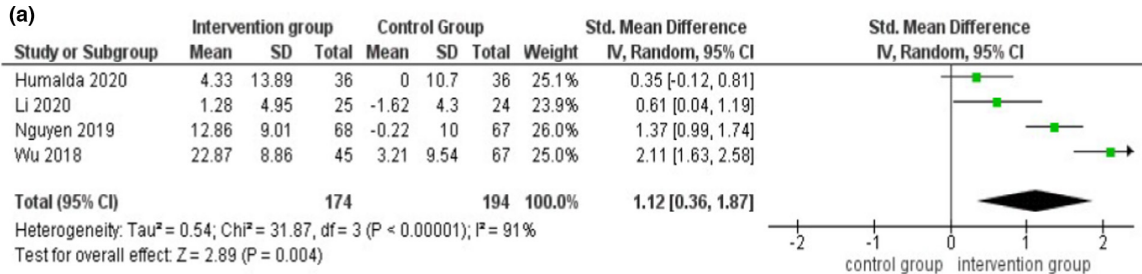 (a)
Intervention group Control Group Std. Mean Difference Std. Mean Difference
Study or Subgroup Mean SD Total Mean SD Total Weight IV, Random, 95% CI IV, Random, 95% CI
Humalda 2020 4.33 13.89 36 0 10.7 36 25.1% 0.35 [-0.12, 0.81]
Li 2020 1.28 4.95 25 -1.62 4.3 24 23.9% 0.61 [0.04, 1.19]
Nguyen 2019 12.86 9.01 68 -0.22 10 67 26.0% 1.37 [0.99, 1.74]
Wu 2018 22.87 8.86 45 3.21 9.54 67 25.0% 2.11 [1.63, 2.58]
Total (95% CI) 174 194 100.0% 1.12 [0.36, 1.87]
Heterogeneity: Tau² = 0.54; Chi² = 31.87, df = 3 (P < 0.00001); I² = 91%
Test for overall effect: Z = 2.89 (P = 0.004)
-2 -1 0 1 2
control group intervention group